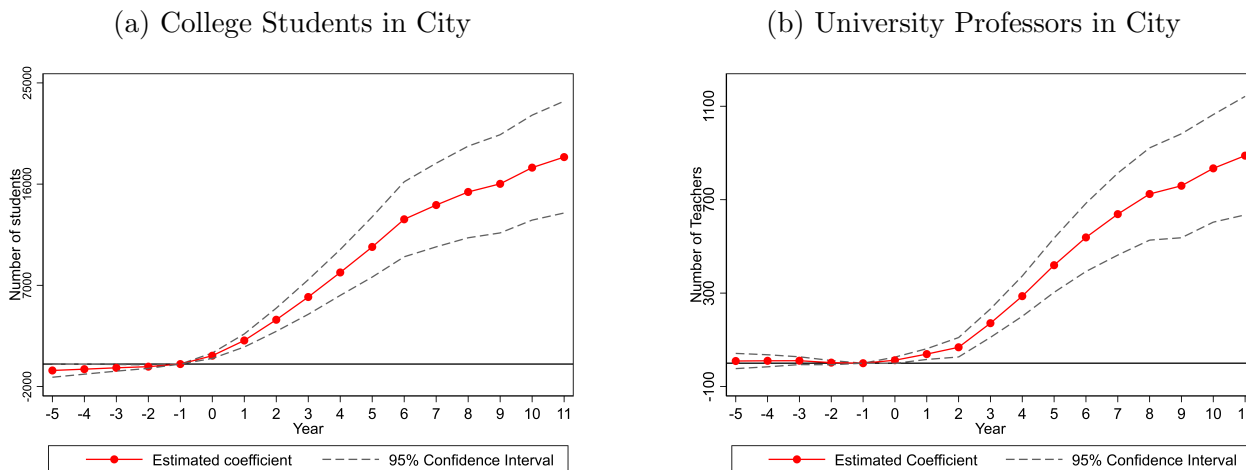 (a) College Students in City
Number of students
25000
16000
7000
-2000
-5 -4 -3 -2 -1 0 1 2 3 4 5 6 7 8 9 10 11
Year
Estimated coefficient 95% Confidence Interval
(b) University Professors in City
Number of Teachers
1100
700
300
-100
-5 -4 -3 -2 -1 0 1 2 3 4 5 6 7 8 9 10 1
Year
Estimated Coefficient 95% Confidence Interval